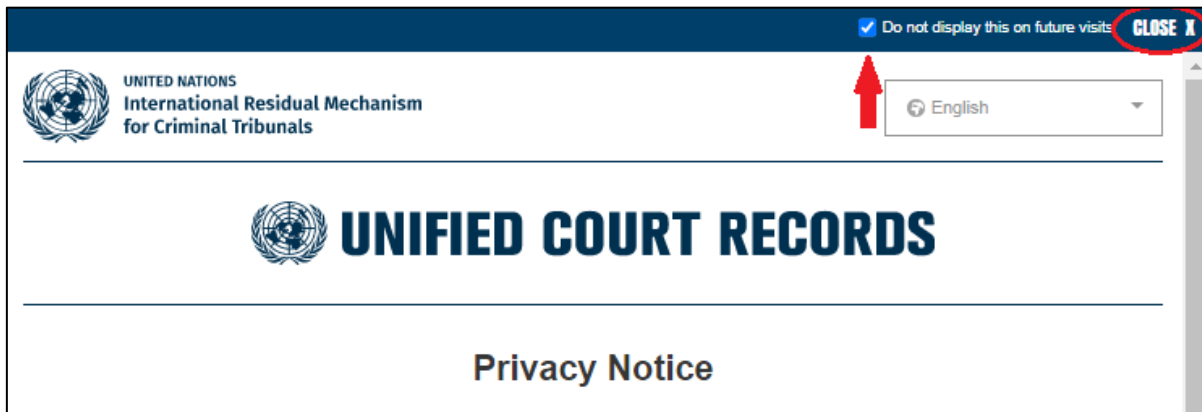 Do not display this on future visits CLOSE X
UNITED NATIONS
International Residual Mechanism
for Criminal Tribunals
English
UNIFIED COURT RECORDS
Privacy Notice